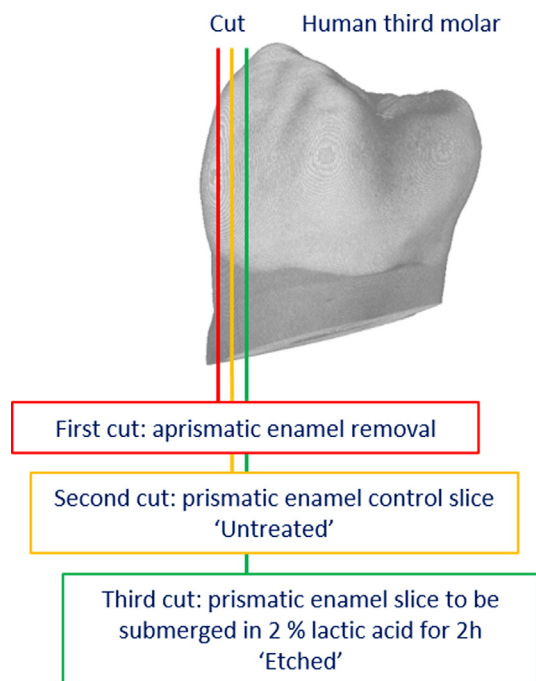 Cut Human third molar
First cut: aprismatic enamel removal
Second cut: prismatic enamel control slice
‘Untreated’
Third cut: prismatic enamel slice to be
submerged in 2 % lactic acid for 2h
‘Etched’